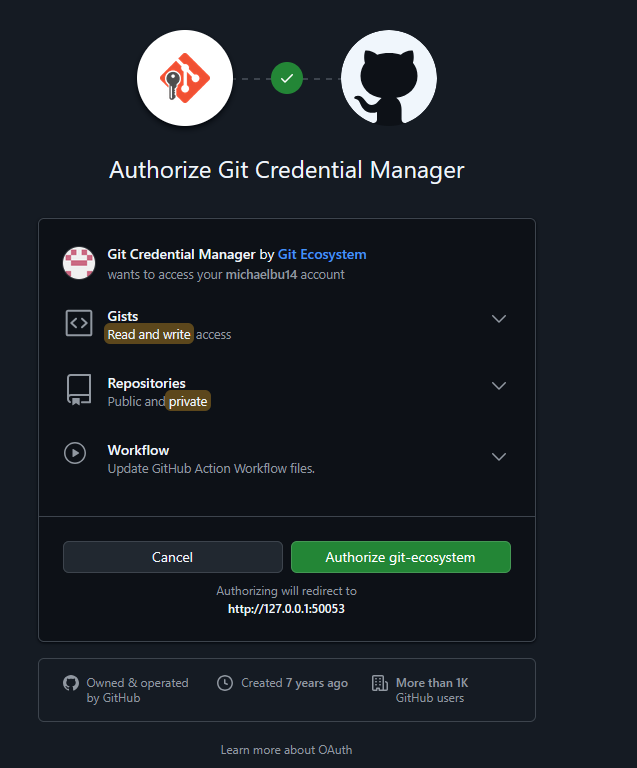 Authorize Git Credential Manager
Git Credential Manager by Git Ecosystem
wants to access your michaelbu14 account
Gists
Read and write access
Repositories
Public and private
Workflow
Update GitHub Action Workflow files.
Cancel
Authorize git-ecosystem
Authorizing will redirect to
http://127.0.0.1:50053
Owned & operated
by GitHub
Created 7 years ago
More than 1K
GitHub users
Learn more about OAuth